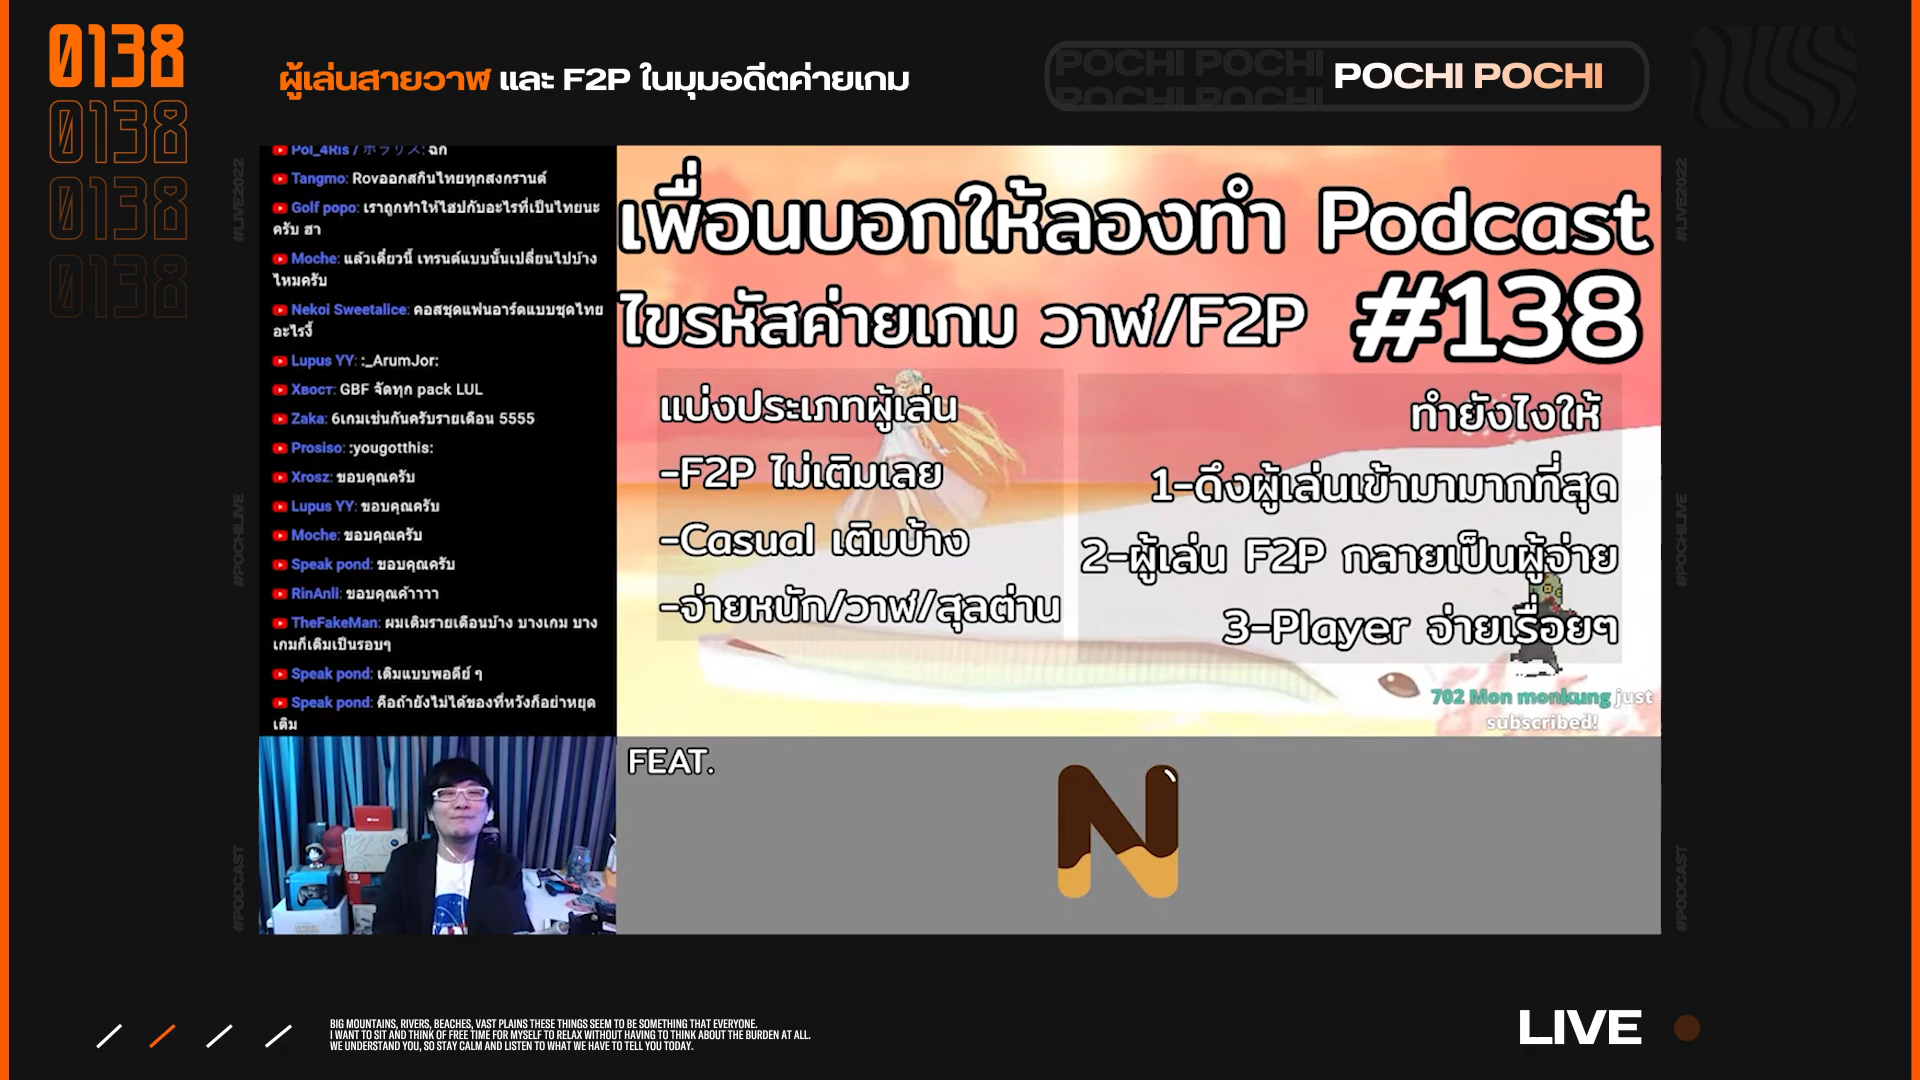 0138
0138
0138
0138
ผู้เล่นสายวาฬ และ F2P ในมุมอดีตค่ายเกม
POCHI POCHI POCHI POCHI
POCHI POCHI
#LIVE2022
#POCHILIVE
#PODCAST
#LIVE2022
#POCHILIVE
#PODCAST
Pol_4Ris / ポラリス: ฉึก
Tangmo: Rovออกสกินไทยทุกสงกรานต์
Golf popo: เราถูกทำให้ไฮปกับอะไรที่เป็นไทยนะ
ครับ ฮา
Moche: แล้วเดี๋ยวนี้ เทรนด์แบบนั้นเปลี่ยนไปบ้าง
ไหมครับ
Nekoi Sweetalice: คอสชุดแฟนอาร์ตแบบชุดไทย
อะไรงี้
Lupus YY: :_ArumJor:
Хвост: GBF จัดทุก pack LUL
Zaka: 6เกมเช่นกันครับรายเดือน 5555
Prosiso: :yougotthis:
Xrosz: ขอบคุณครับ
Lupus YY: ขอบคุณครับ
Moche: ขอบคุณครับ
Speak pond: ขอบคุณครับ
RinAnli: ขอบคุณค้าาาา
TheFakeMan: ผมเติมรายเดือนบ้าง บางเกม บาง
เกมก็เติมเป็นรอบๆ
Speak pond: เติมแบบพอดีย์ ๆ
Speak pond: คือถ้ายังไม่ได้ของที่หวังก็อย่าหยุด
เติม
เพื่อนบอกให้ลองทำ Podcast
ไขรหัสค่ายเกม วาฬ/F2P #138
แบ่งประเภทผู้เล่น
-F2P ไม่เติมเลย
-Casual เติมบ้าง
-จ่ายหนัก/วาฬ/สุลต่าน
ทำยังไงให้
1-ดึงผู้เล่นเข้ามามากที่สุด
2-ผู้เล่น F2P กลายเป็นผู้จ่าย
3-Player จ่ายเรื่อยๆ
702 Mon monkung just
subscribed!
FEAT.
N
BIG MOUNTAINS, RIVERS, BEACHES, VAST PLAINS THESE THINGS SEEM TO BE SOMETHING THAT EVERYONE.
I WANT TO SIT AND THINK OF FREE TIME FOR MYSELF TO RELAX WITHOUT HAVING TO THINK ABOUT THE BURDEN AT ALL.
WE UNDERSTAND YOU, SO STAY CALM AND LISTEN TO WHAT WE HAVE TO TELL YOU TODAY.
LIVE